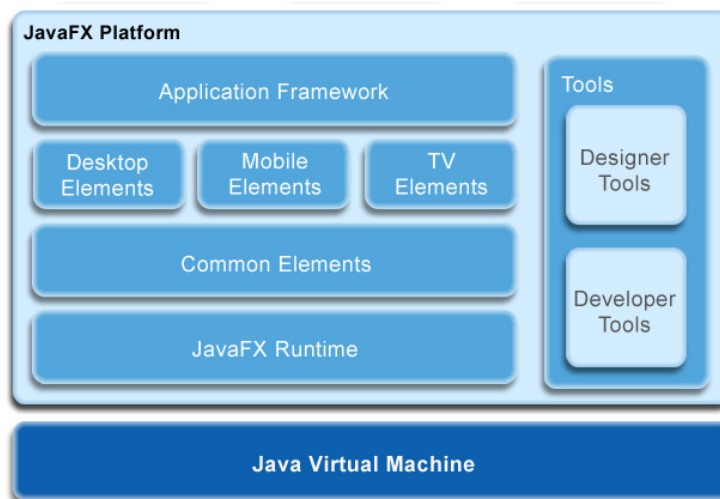 JavaFX Platform
Application Framework
Desktop
Elements
Mobile
Elements
TV
Elements
Common Elements
JavaFX Runtime
Tools
Designer
Tools
Developer
Tools
Java Virtual Machine